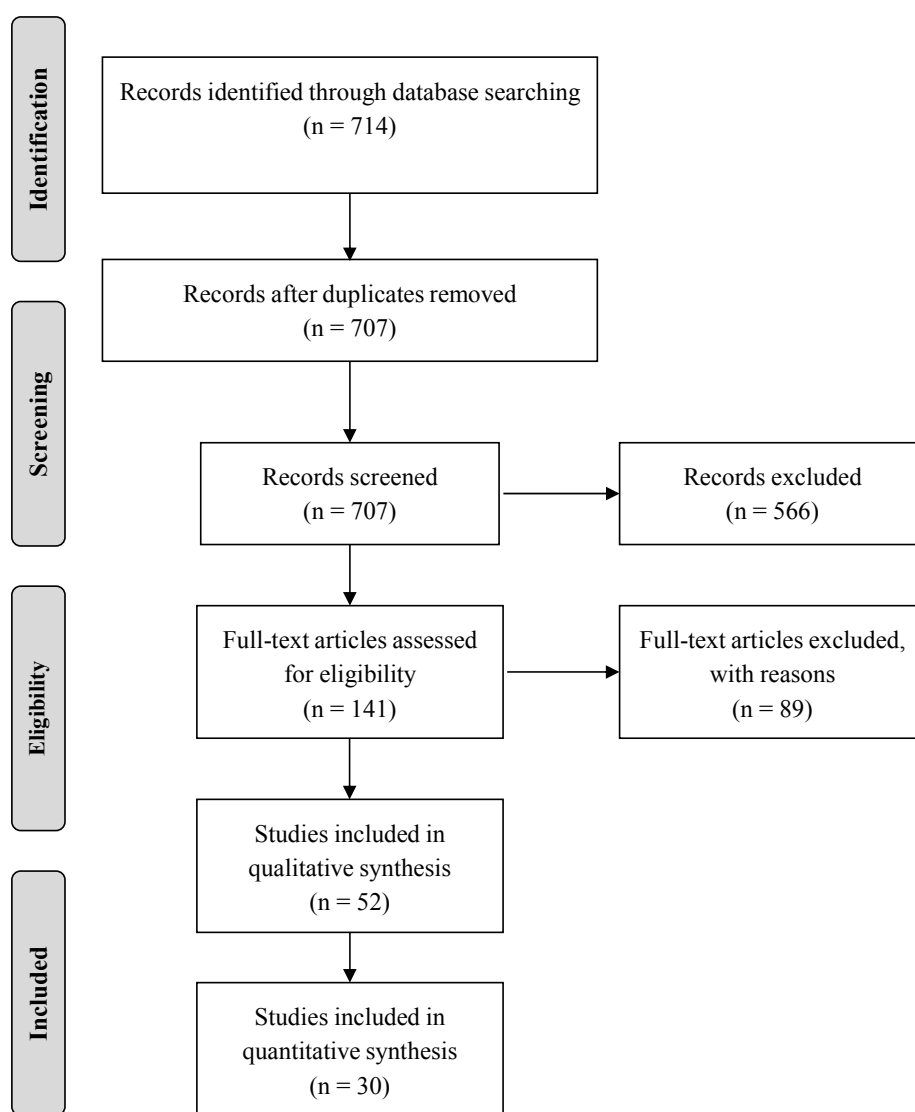 Identification
Records identified through database searching
(n = 714)
Records after duplicates removed
(n = 707)
Screening
Records screened
(n = 707)
Records excluded
(n = 566)
Eligibility
Full-text articles assessed
for eligibility
(n = 141)
Full-text articles excluded,
with reasons
(n = 89)
Studies included in
qualitative synthesis
(n = 52)
Included
Studies included in
quantitative synthesis
(n = 30)